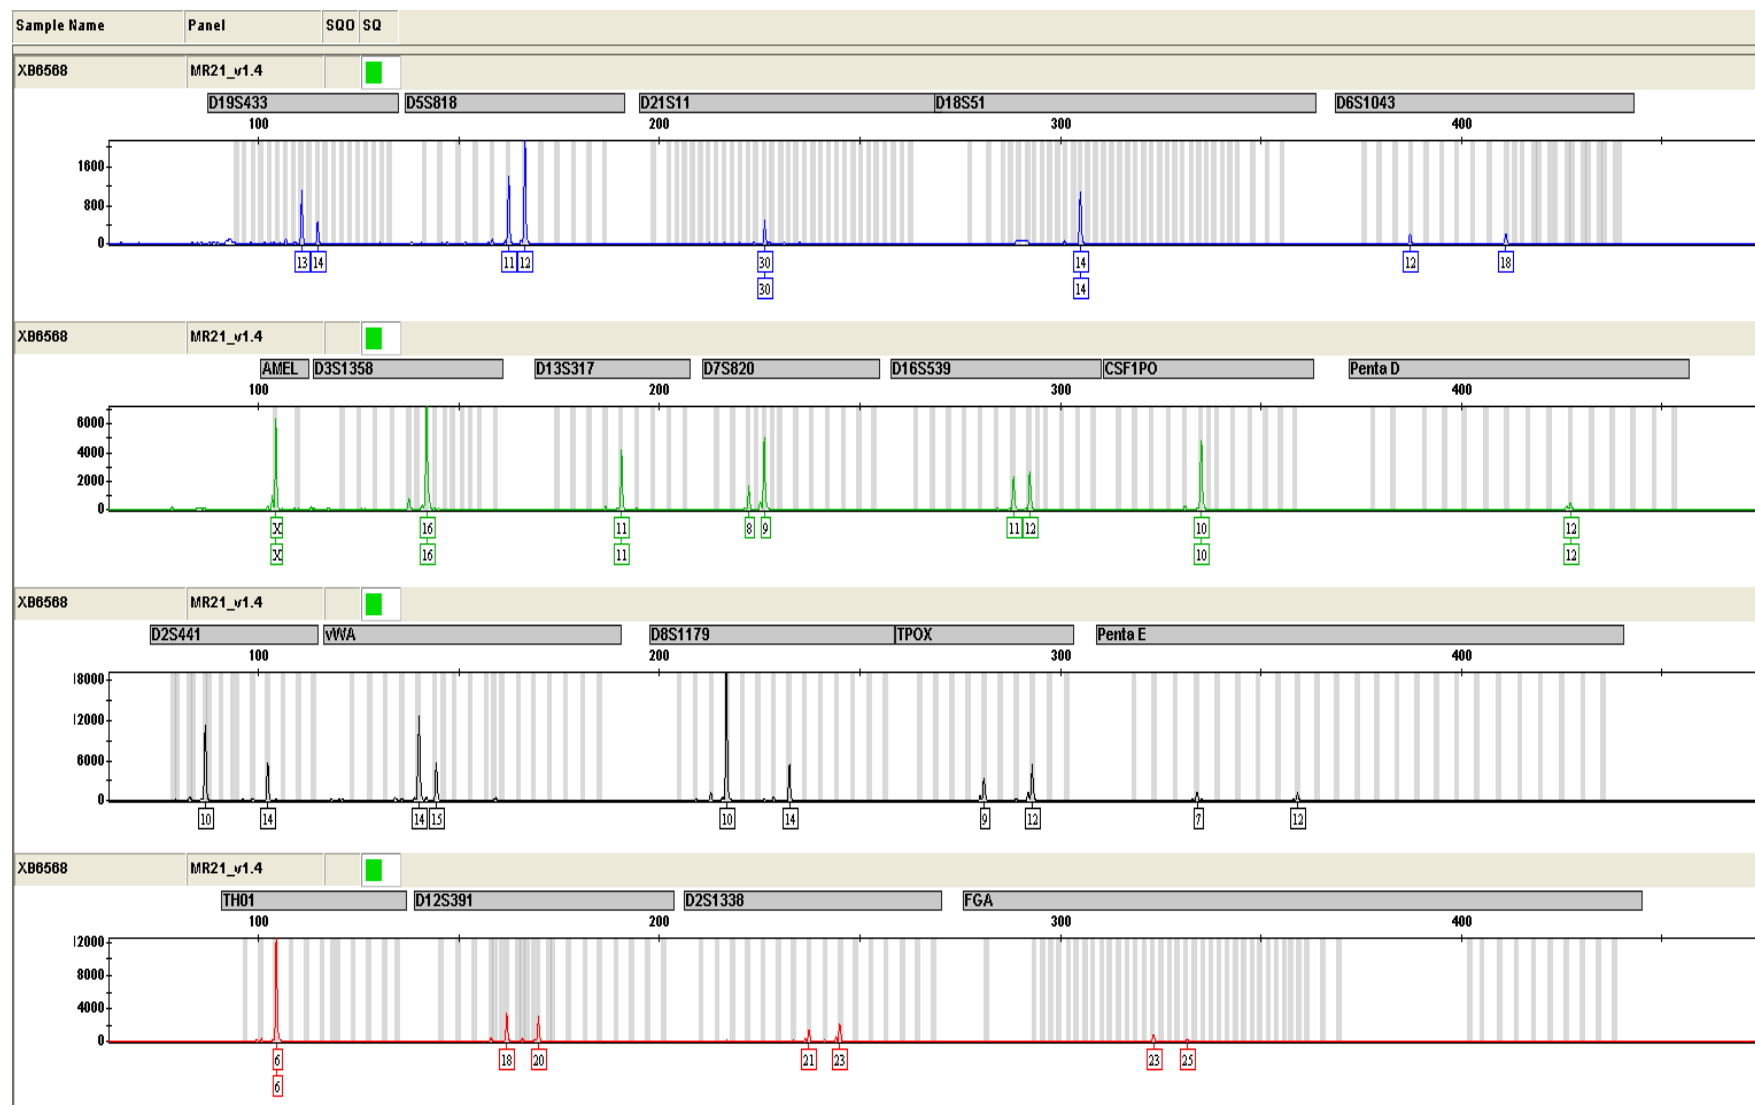 Sample Name Panel SQO SQ
XB6568 MR21_v1.4
D19S433 D5S818 D21S11 D18S51 D6S1043
100 200 300 400
1600
800
0
13 14 11 12 30 14 12 18
30 14
XB6568 MR21_v1.4
AMEL D3S1358 D13S317 D7S820 D16S539 CSF1PO Penta D
100 200 300 400
6000
4000
2000
0
X 16 11 8 9 11 12 10 12
X 16 11 10 12
XB6568 MR21_v1.4
D2S441 vWA D8S1179 TPOX Penta E
100 200 300 400
18000
12000
6000
0
10 14 14 15 10 14 9 12 7 12
XB6568 MR21_v1.4
TH01 D12S391 D2S1338 FGA
100 200 300 400
12000
8000
4000
0
6 18 20 21 23 23 25
6